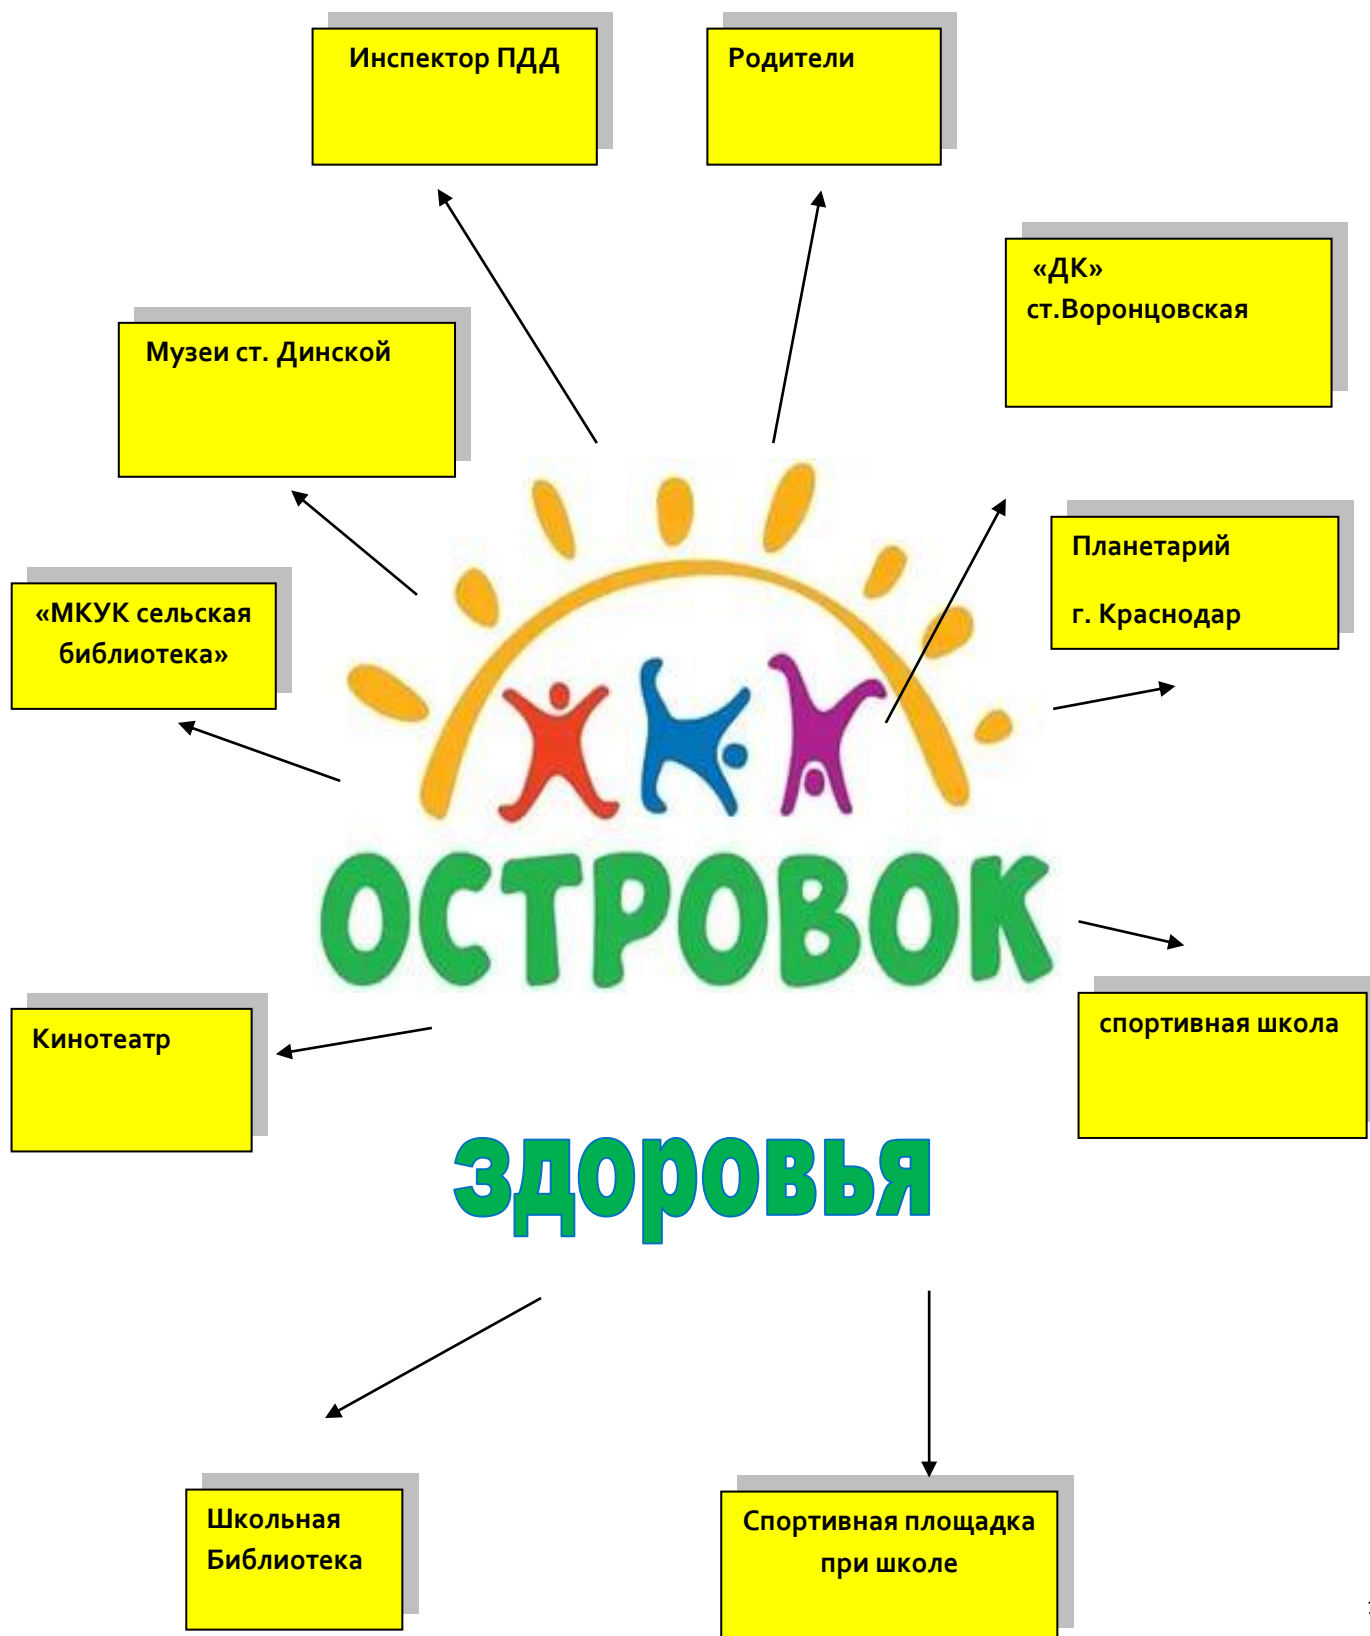 Инспектор ПДД
Родители
«ДК»
ст.Воронцовская
Музеи ст. Динской
Планетарий
г. Краснодар
«МКУК сельская
библиотека»
ОСТРОВОК
Кинотеатр
спортивная школа
здоровья
Школьная
Библиотека
Спортивная площадка
при школе